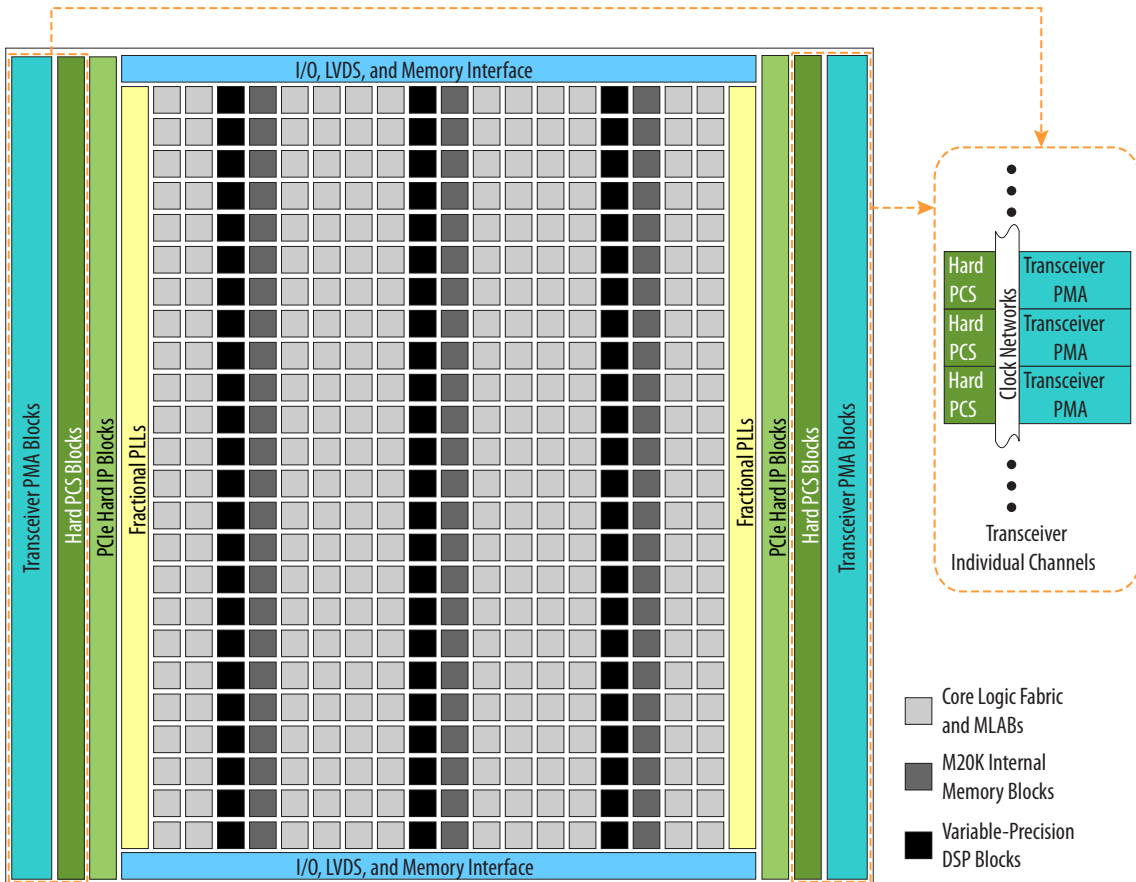 I/O, LVDS, and Memory Interface
Transceiver PMA Blocks
Hard PCS Blocks
PCIe Hard IP Blocks
Fractional PLLs
Fractional PLLs
PCIe Hard IP Blocks
Hard PCS Blocks
Transceiver PMA Blocks
I/O, LVDS, and Memory Interface
Hard
PCS
Hard
PCS
Hard
PCS
Clock Networks
Transceiver
PMA
Transceiver
PMA
Transceiver
PMA
Transceiver
Individual Channels
Core Logic Fabric
and MLABs
M20K Internal
Memory Blocks
Variable-Precision
DSP Blocks